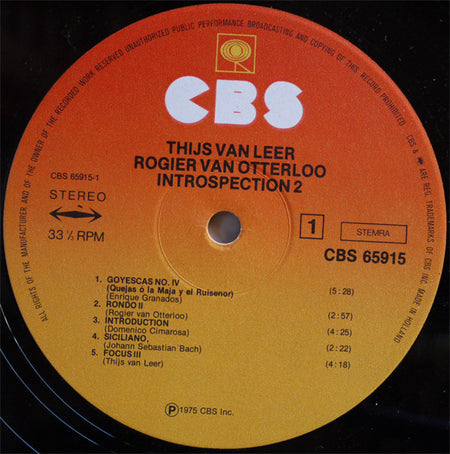 ALL RIGHTS OF THE MANUFACTURER AND OF THE OWNER OF THE RECORDED WORK RESERVED UNAUTHORIZED PUBLIC PERFORMANCE BROADCASTING AND COPYING OF THIS RECORD PROHIBITED CBS & ARE REG. TRADEMARKS OF CBS INC. MADE IN HOLLAND
CBS
THIJS VAN LEER
ROGIER VAN OTTERLOO
INTROSPECTION 2
CBS 65915-1
STEREO
33 ⅓ RPM
1
STEMRA
CBS 65915
1. GOYESCAS NO. IV
(Quejas ó la Maja y el Ruisenor) (5:28)
(Enrique Granados)
2. RONDO II
(Rogier van Otterloo) (2:57)
3. INTRODUCTION
(Domenico Cimarosa) (4:25)
4. SICILIANO,
(Johann Sebastian Bach) (2:22)
5. FOCUS III
(Thijs van Leer) (4:18)
Ⓟ 1975 CBS Inc.